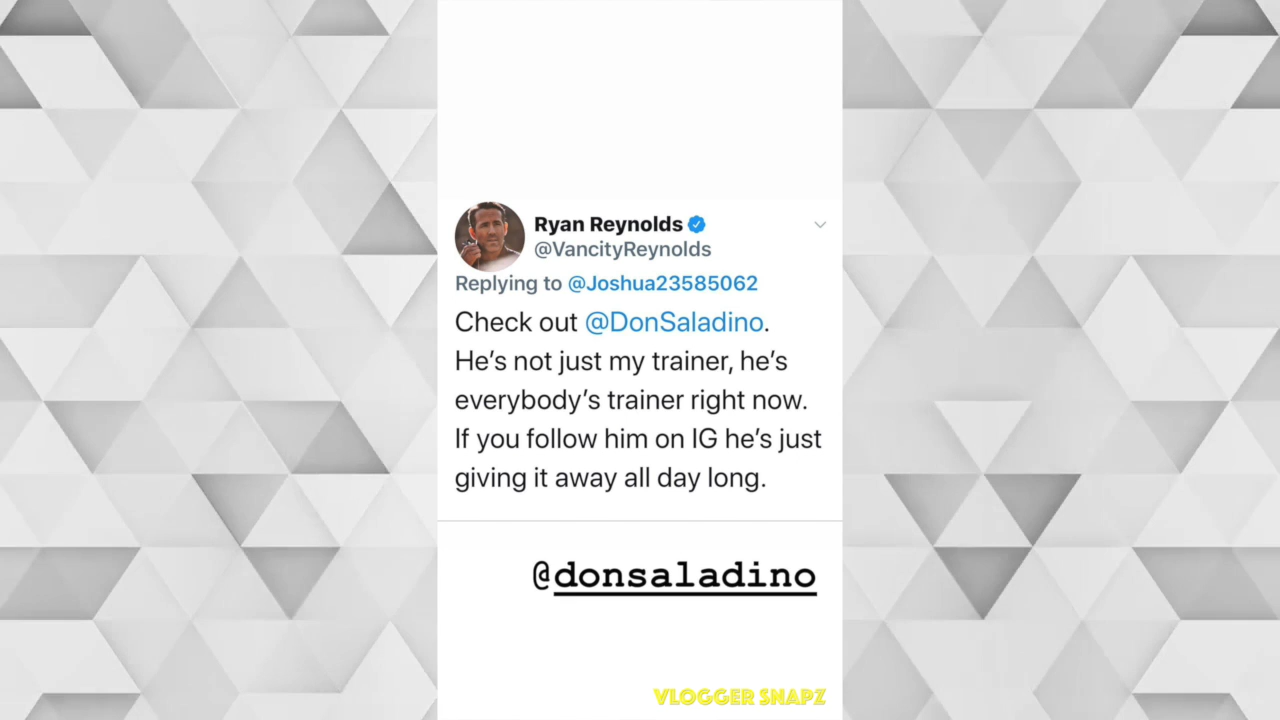 Ryan Reynolds
@VancityReynolds
Replying to @Joshua23585062
Check out @DonSaladino.
He’s not just my trainer, he’s
everybody’s trainer right now.
If you follow him on IG he’s just
giving it away all day long.
@donsaladino
VLOGGER SNAPZ